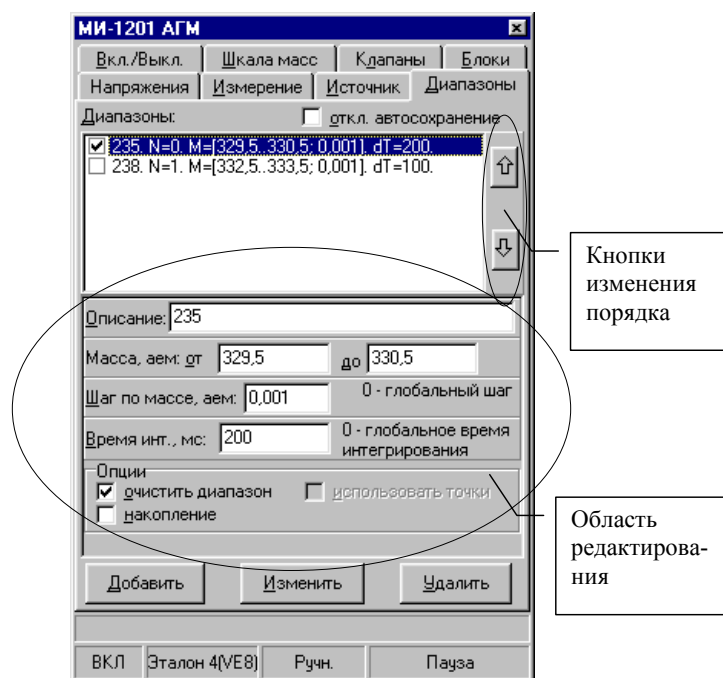 МИ-1201 АГМ
Вкл./Выкл. Шкала масс Клапаны Блоки
Напряжения Измерение Источник Диапазоны
Диапазоны: откл. автосохранение
235. N=0. M=[329,5..330,5; 0,001]. dT=200.
238. N=1. M=[332,5..333,5; 0,001]. dT=100.
Кнопки
изменения
порядка
Описание: 235
Масса, аем: от 329,5 до 330,5
Шаг по массе, аем: 0,001 0 - глобальный шаг
Время инт., мс: 200 0 - глобальное время
интегрирования
Опции
очистить диапазон использовать точки
накопление
Область
редактирова-
ния
Добавить Изменить Удалить
ВКЛ Эталон 4(VE8) Ручн. Пауза